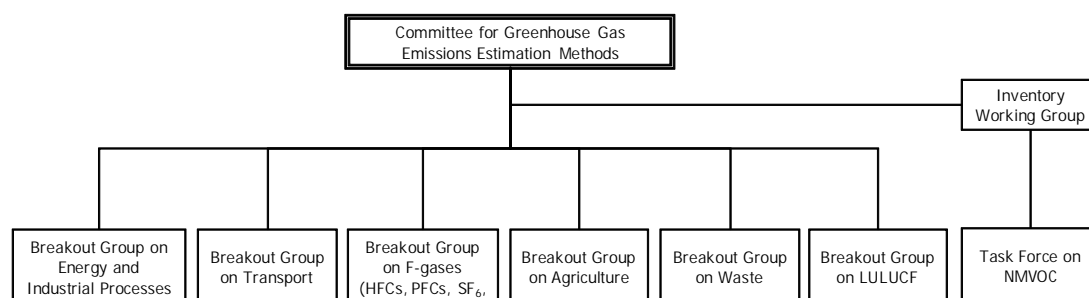 Committee for Greenhouse Gas
Emissions Estimation Methods
Inventory
Working Group
Breakout Group on
Energy and
Industrial Processes
Breakout Group
on Transport
Breakout Group
on F-gases
(HFCs, PFCs, SF₆,
Breakout Group
on Agriculture
Breakout Group
on Waste
Breakout Group
on LULUCF
Task Force on
NMVOC